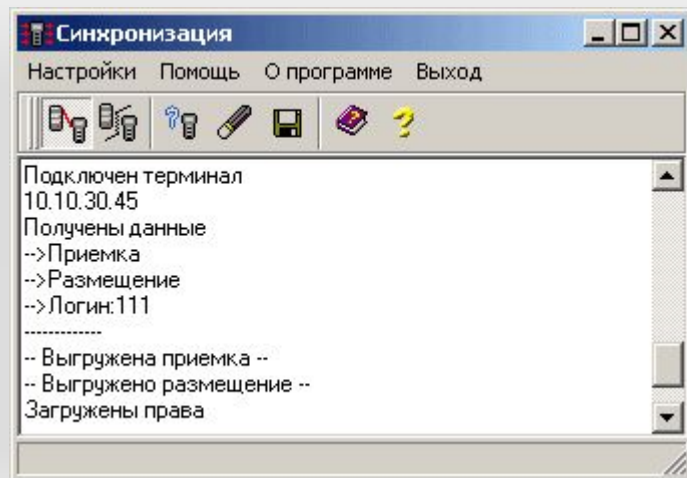 Синхронизация
Настройки Помощь О программе Выход
Подключен терминал
10.10.30.45
Получены данные
-->Приемка
-->Размещение
-->Логин:111
-------------
-- Выгружена приемка --
-- Выгружено размещение --
Загружены права